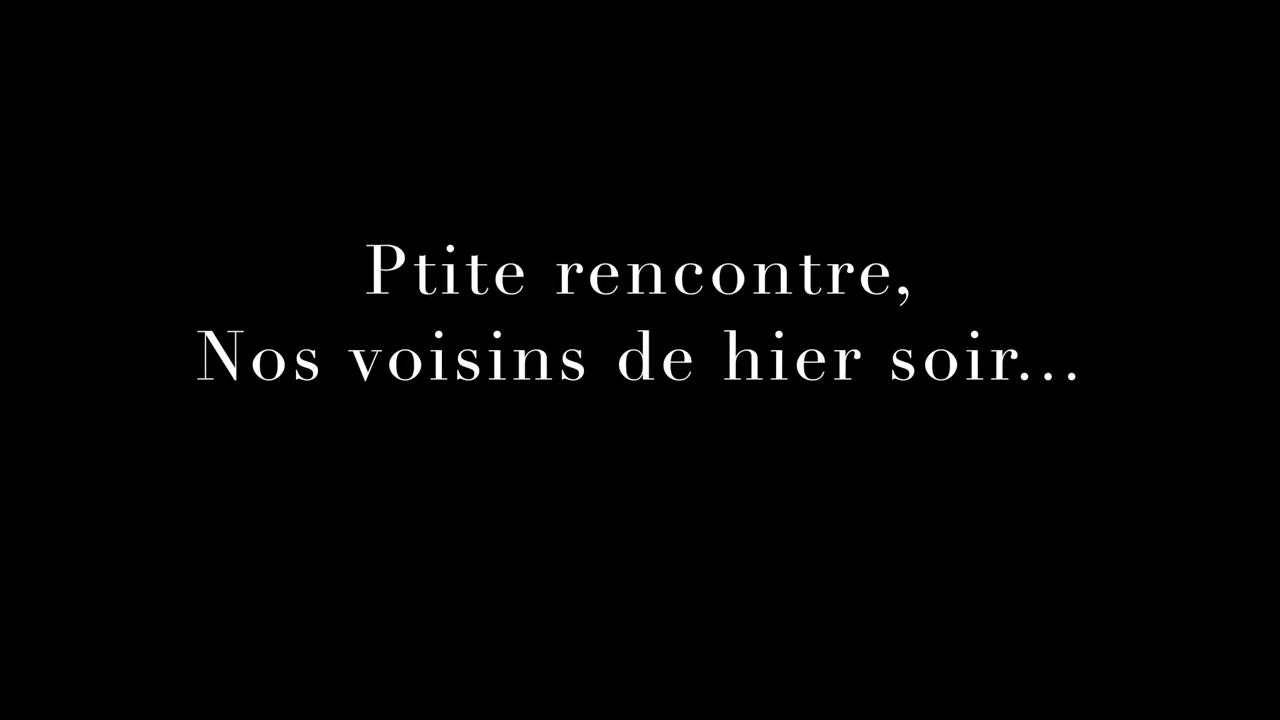 Ptite rencontre,
Nos voisins de hier soir...